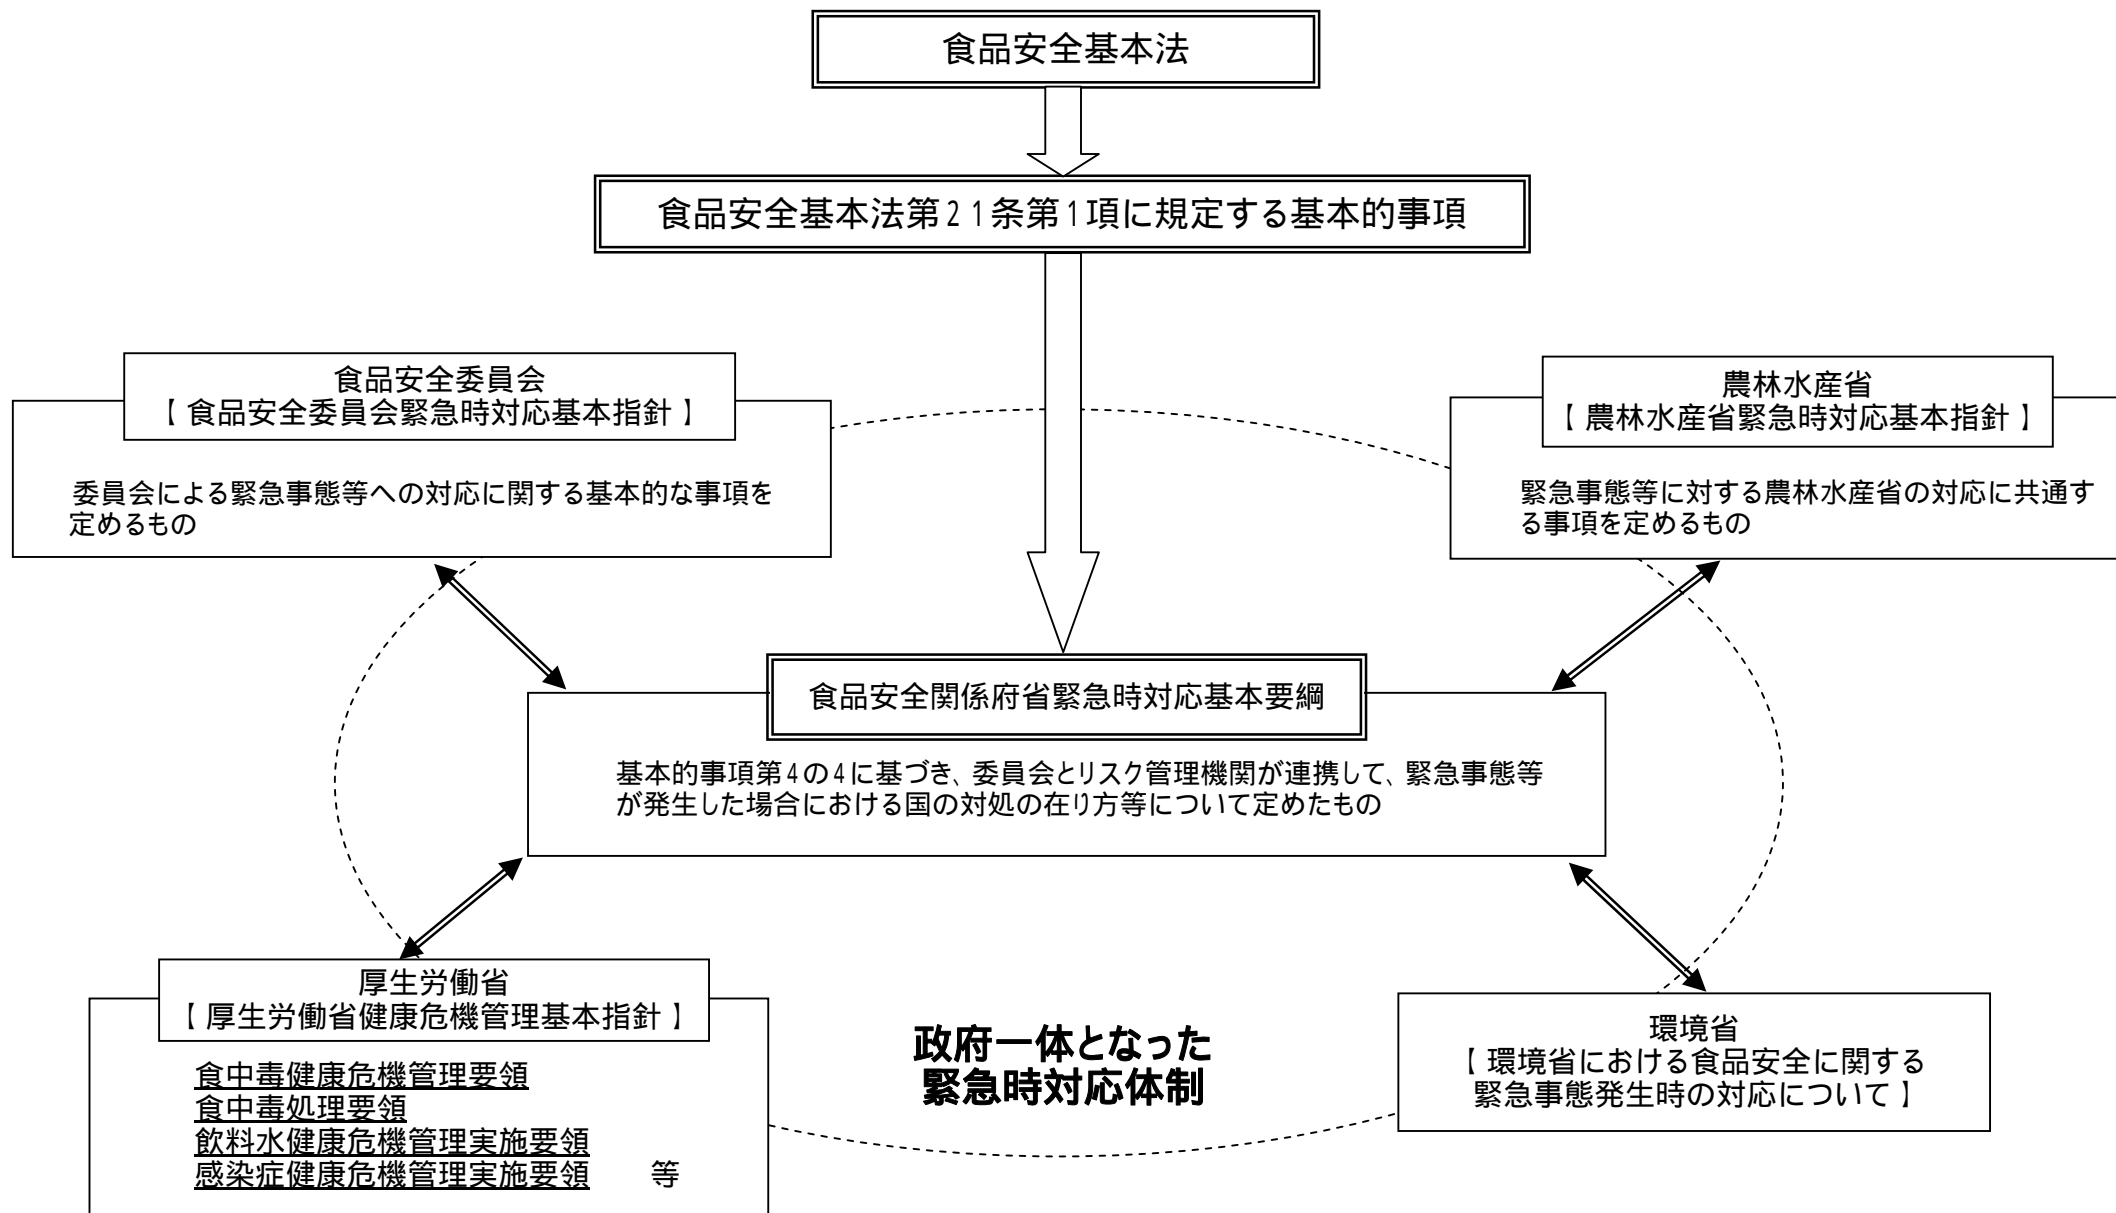 食品安全基本法
食品安全基本法第21条第1項に規定する基本的事項
食品安全委員会
【 食品安全委員会緊急時対応基本指針 】
委員会による緊急事態等への対応に関する基本的な事項を
定めるもの
農林水産省
【 農林水産省緊急時対応基本指針 】
緊急事態等に対する農林水産省の対応に共通す
る事項を定めるもの
食品安全関係府省緊急時対応基本要綱
基本的事項第4の4に基づき、委員会とリスク管理機関が連携して、緊急事態等
が発生した場合における国の対処の在り方等について定めたもの
厚生労働省
【 厚生労働省健康危機管理基本指針 】
食中毒健康危機管理要領
食中毒処理要領
飲料水健康危機管理実施要領
感染症健康危機管理実施要領　等
政府一体となった
緊急時対応体制
環境省
【 環境省における食品安全に関する
緊急事態発生時の対応について 】